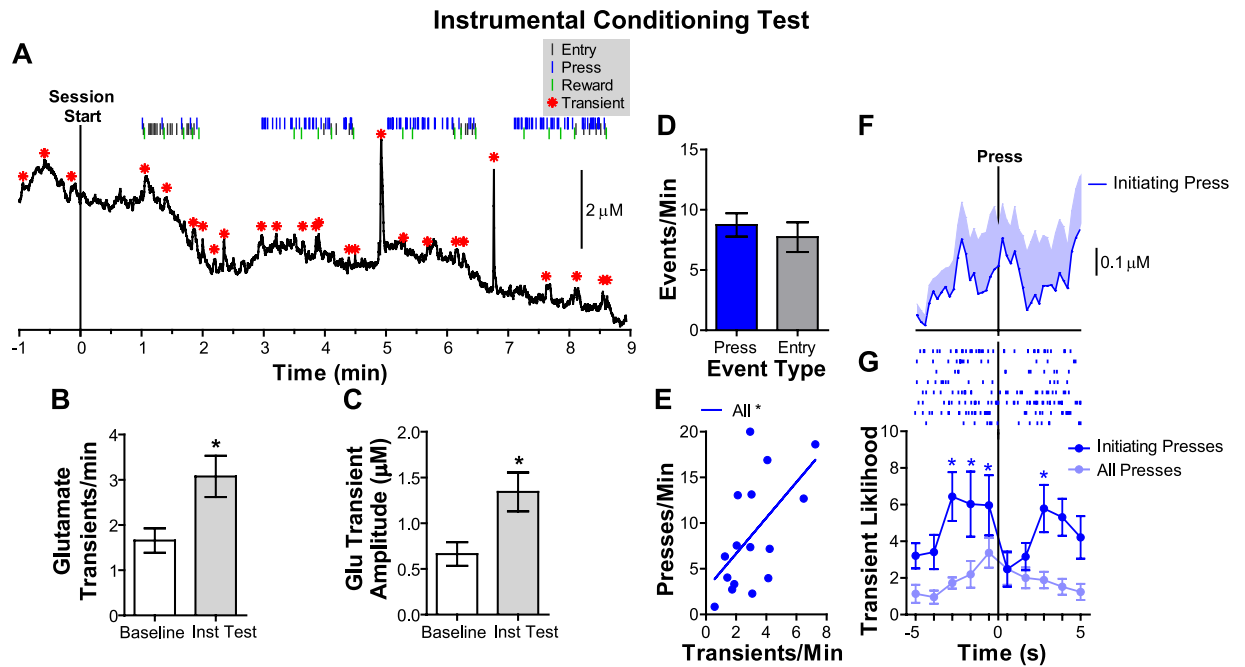 Instrumental Conditioning Test
A
Entry
Press
Reward
Transient
Session
Start
2 μM
-1 0 1 2 3 4 5 6 7 8 9
Time (min)
B
Glutamate
Transients/min
4
3
2
1
0
Baseline Inst Test
*
C
Glu Transient
Amplitude (μM)
2.0
1.5
1.0
0.5
0.0
Baseline Inst Test
*
D
Events/Min
15
10
5
0
Press Entry
Event Type
E
All *
Presses/Min
20
15
10
5
0
0 2 4 6 8
Transients/Min
F
Press
Initiating Press
0.1 μM
G
Transient Liklihood
10
8
6
4
2
0
* * * *
Initiating Presses
All Presses
-5 0 5
Time (s)